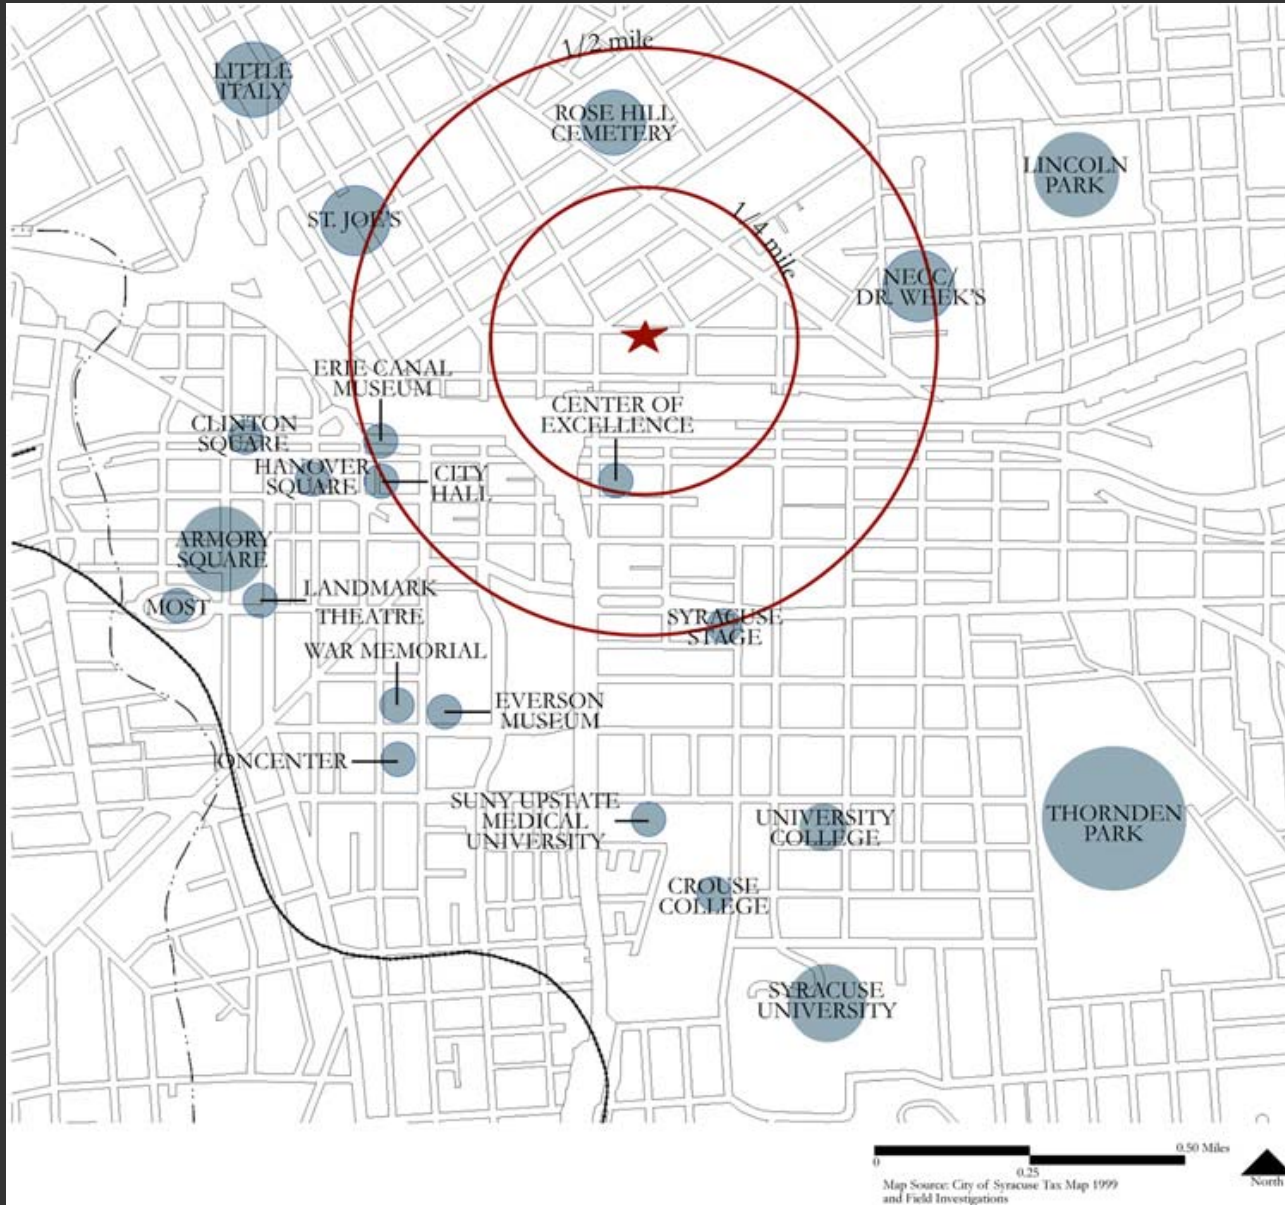 1/2 mile
LITTLE
ITALY
ROSE HILL
CEMETERY
LINCOLN
PARK
ST. JOE'S
1/4 mile
NECC/
DR. WEEK'S
ERIE CANAL
MUSEUM
CENTER OF
EXCELLENCE
CLINTON
SQUARE
HANOVER
SQUARE
CITY
HALL
ARMORY
SQUARE
MOST
LANDMARK
THEATRE
SYRACUSE
STAGE
WAR MEMORIAL
EVERSON
MUSEUM
ONCENTER
SUNY UPSTATE
MEDICAL
UNIVERSITY
UNIVERSITY
COLLEGE
THORNDEN
PARK
CROUSE
COLLEGE
SYRACUSE
UNIVERSITY
0 0.25 0.50 Miles
Map Source: City of Syracuse Tax Map 1999
and Field Investigations
North